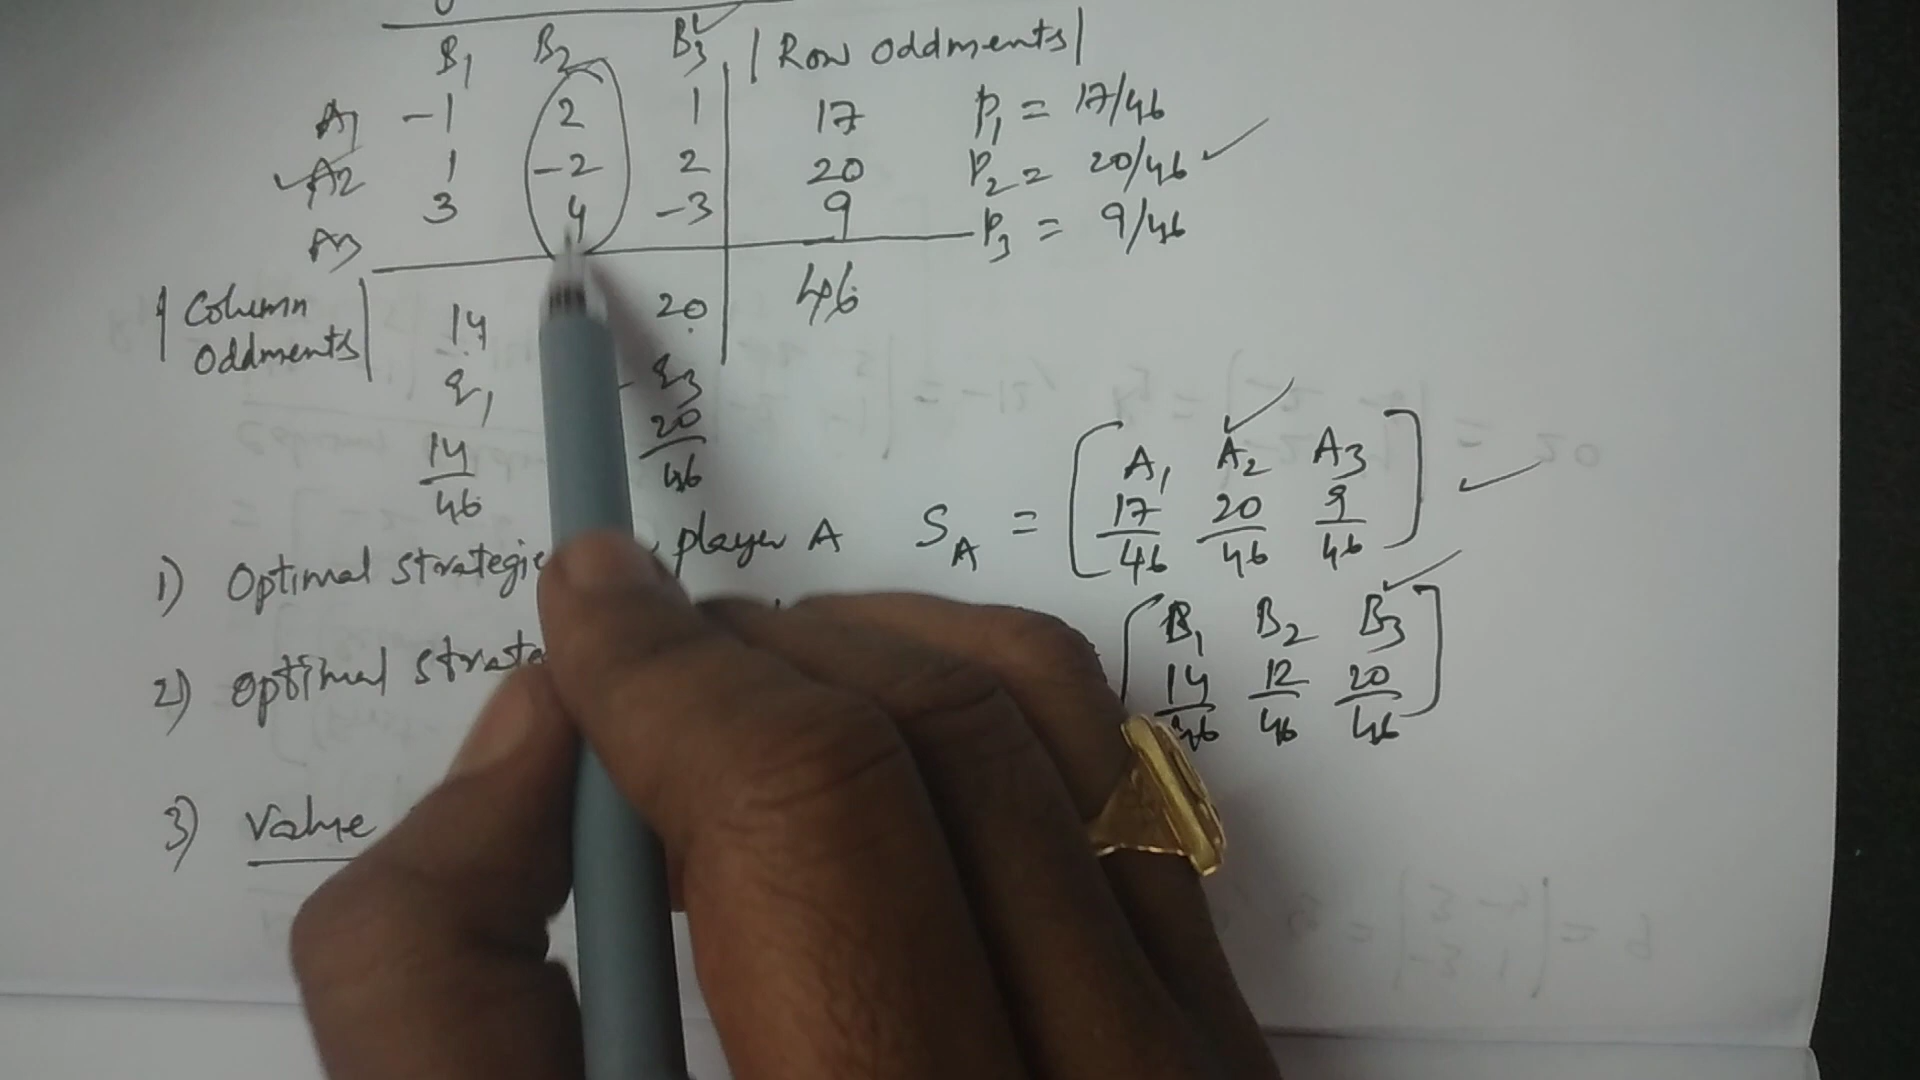 B1 B2 B3 | Row oddments |
A1 -1 2 1 17 P1 = 17/46
A2 1 -2 2 20 P2 = 20/46
A3 3 4 -3 9 P3 = 9/46
| Column oddments | 14 20 46
q1 q3
14/46 20/46
1) Optimal strategie player A SA = [A1 A2 A3
17/46 20/46 9/46]
2) optimal strate [B1 B2 B3
14/46 12/46 20/46]
3) Value